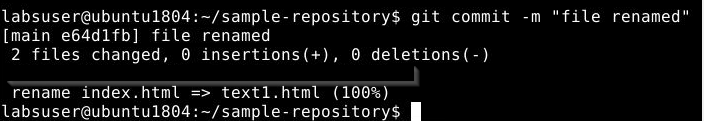 labsuser@ubuntu1804:~/sample-repository$ git commit -m "file renamed"
[main e64d1fb] file renamed
 2 files changed, 0 insertions(+), 0 deletions(-)
 rename index.html => text1.html (100%)
labsuser@ubuntu1804:~/sample-repository$